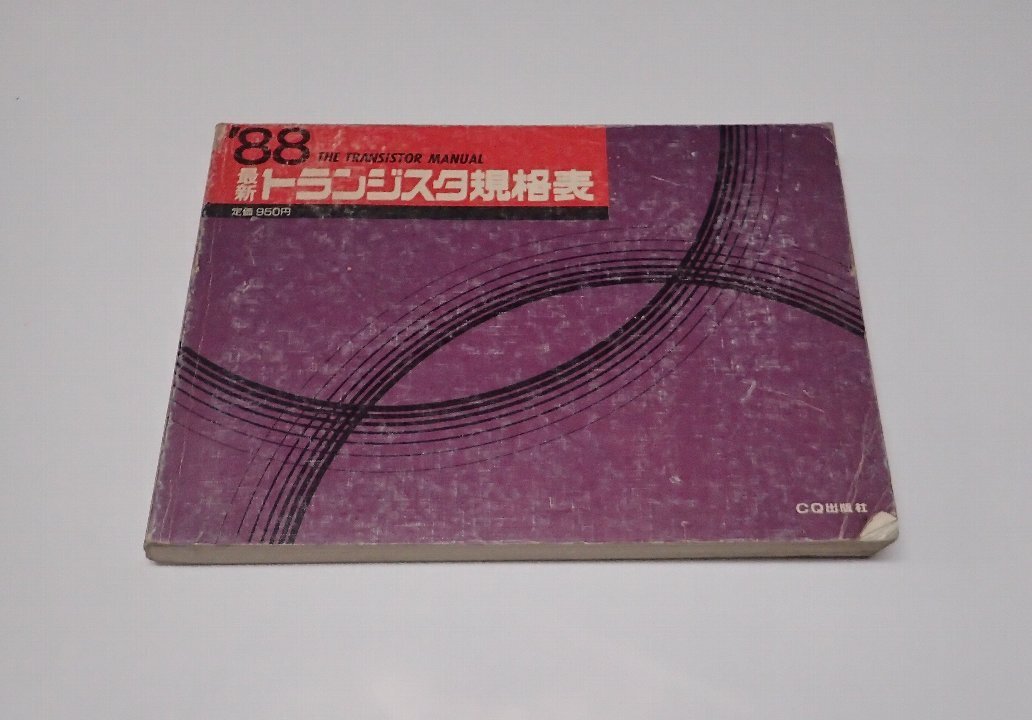 '88 THE TRANSISTOR MANUAL
最新 トランジスタ規格表
定価 950円
CQ出版社